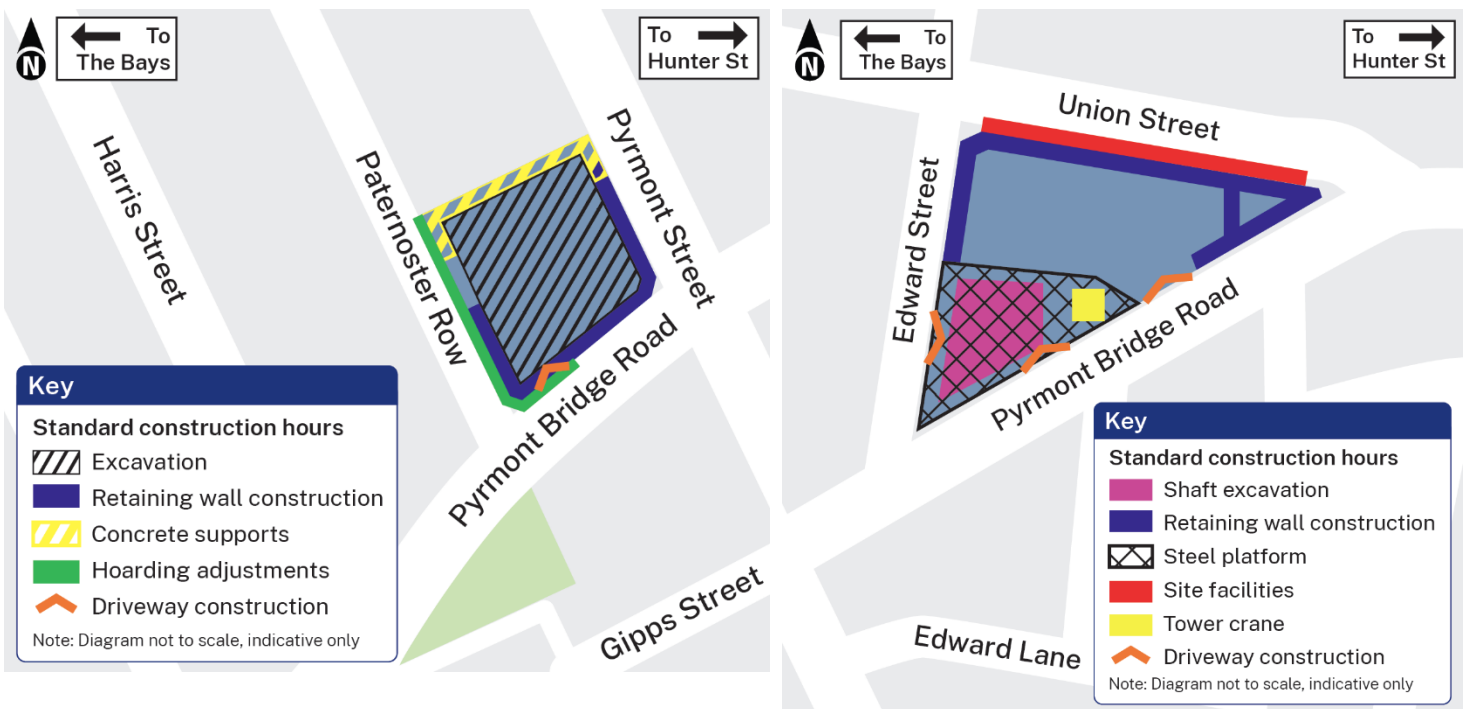 N
To
The Bays
To
Hunter St
Harris Street
Paternoster Row
Pyrmont Street
Pyrmont Bridge Road
Gipps Street
Key
Standard construction hours
Excavation
Retaining wall construction
Concrete supports
Hoarding adjustments
Driveway construction
Note: Diagram not to scale, indicative only
N
To
The Bays
To
Hunter St
Union Street
Edward Street
Pyrmont Bridge Road
Edward Lane
Key
Standard construction hours
Shaft excavation
Retaining wall construction
Steel platform
Site facilities
Tower crane
Driveway construction
Note: Diagram not to scale, indicative only